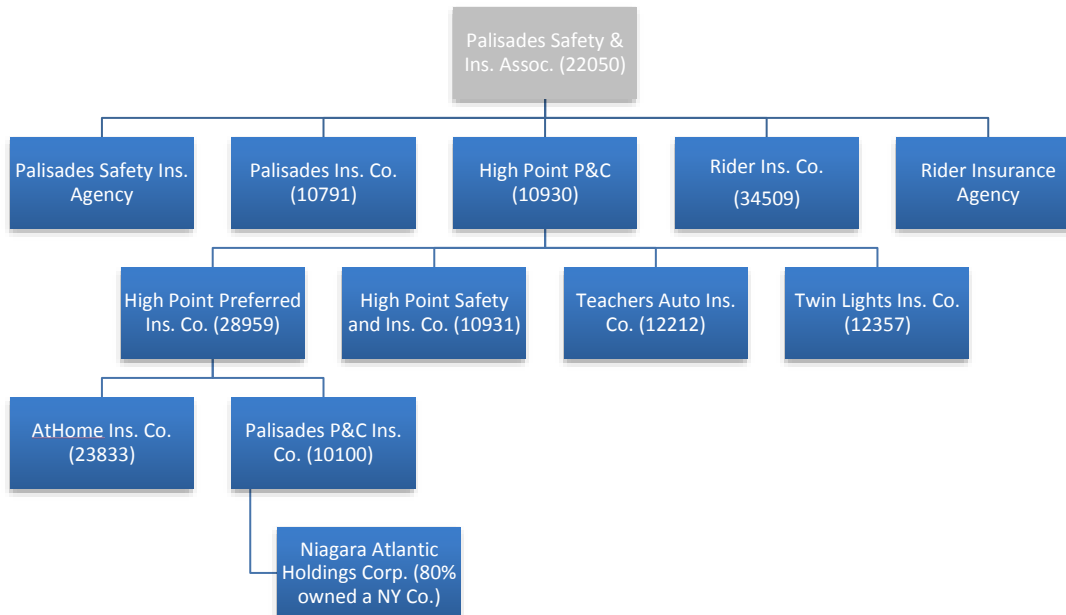 Palisades Safety &
Ins. Assoc. (22050)
Palisades Safety Ins.
Agency
Palisades Ins. Co.
(10791)
High Point P&C
(10930)
Rider Ins. Co.
(34509)
Rider Insurance
Agency
High Point Preferred
Ins. Co. (28959)
High Point Safety
and Ins. Co. (10931)
Teachers Auto Ins.
Co. (12212)
Twin Lights Ins. Co.
(12357)
AtHome Ins. Co.
(23833)
Palisades P&C Ins.
Co. (10100)
Niagara Atlantic
Holdings Corp. (80%
owned a NY Co.)